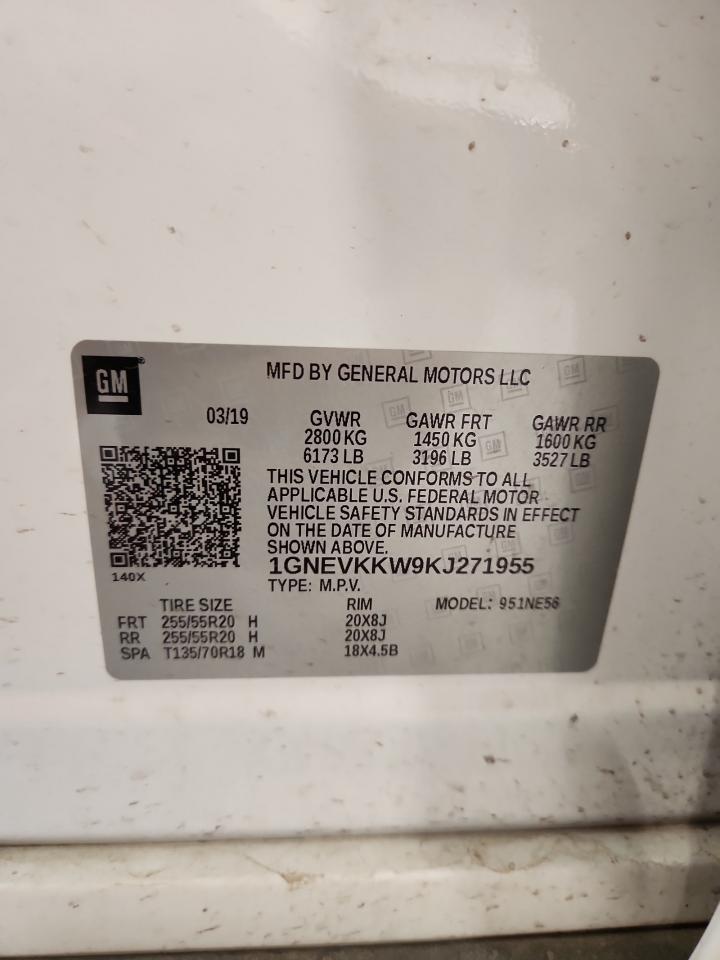 GM
MFD BY GENERAL MOTORS LLC
03/19 GVWR GAWR FRT GAWR RR
2800 KG 1450 KG 1600 KG
6173 LB 3196 LB 3527 LB
THIS VEHICLE CONFORMS TO ALL
APPLICABLE U.S. FEDERAL MOTOR
VEHICLE SAFETY STANDARDS IN EFFECT
ON THE DATE OF MANUFACTURE
SHOWN ABOVE.
1GNEVKKW9KJ271955
140X
TYPE: M.P.V.
TIRE SIZE RIM MODEL: 951NE56
FRT 255/55R20 H 20X8J
RR 255/55R20 H 20X8J
SPA T135/70R18 M 18X4.5B